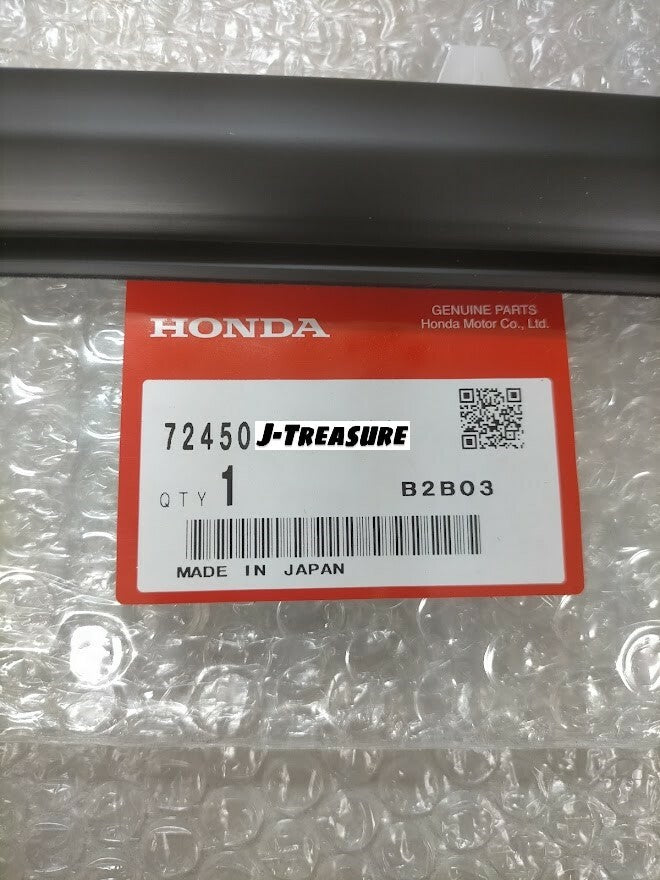 HONDA
GENUINE PARTS
Honda Motor Co., Ltd.
72450 J-TREASURE
QTY 1
B2B03
MADE IN JAPAN